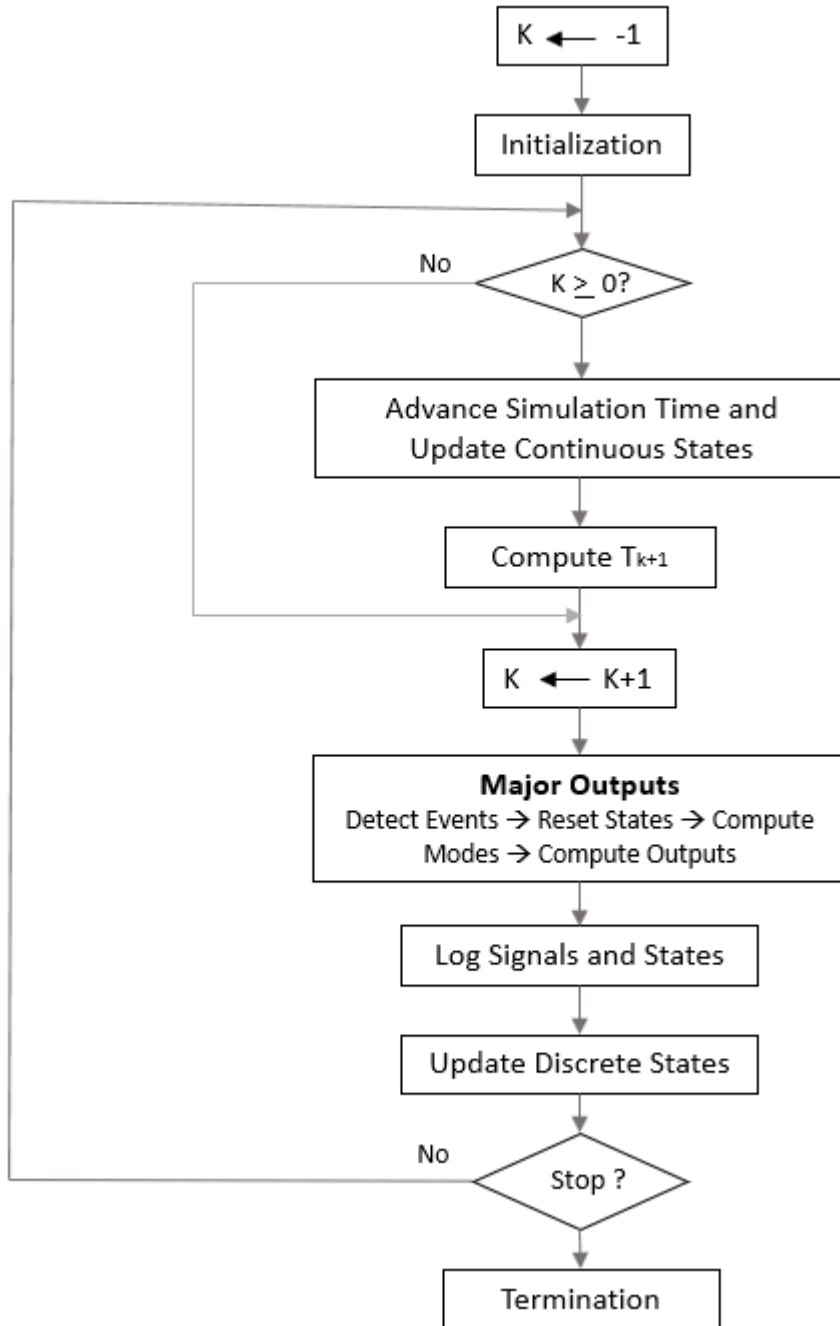 K ← -1
Initialization
No
K ≥ 0?
Advance Simulation Time and
Update Continuous States
Compute Tk+1
K ← K+1
Major Outputs
Detect Events → Reset States → Compute
Modes → Compute Outputs
Log Signals and States
Update Discrete States
No
Stop ?
Termination